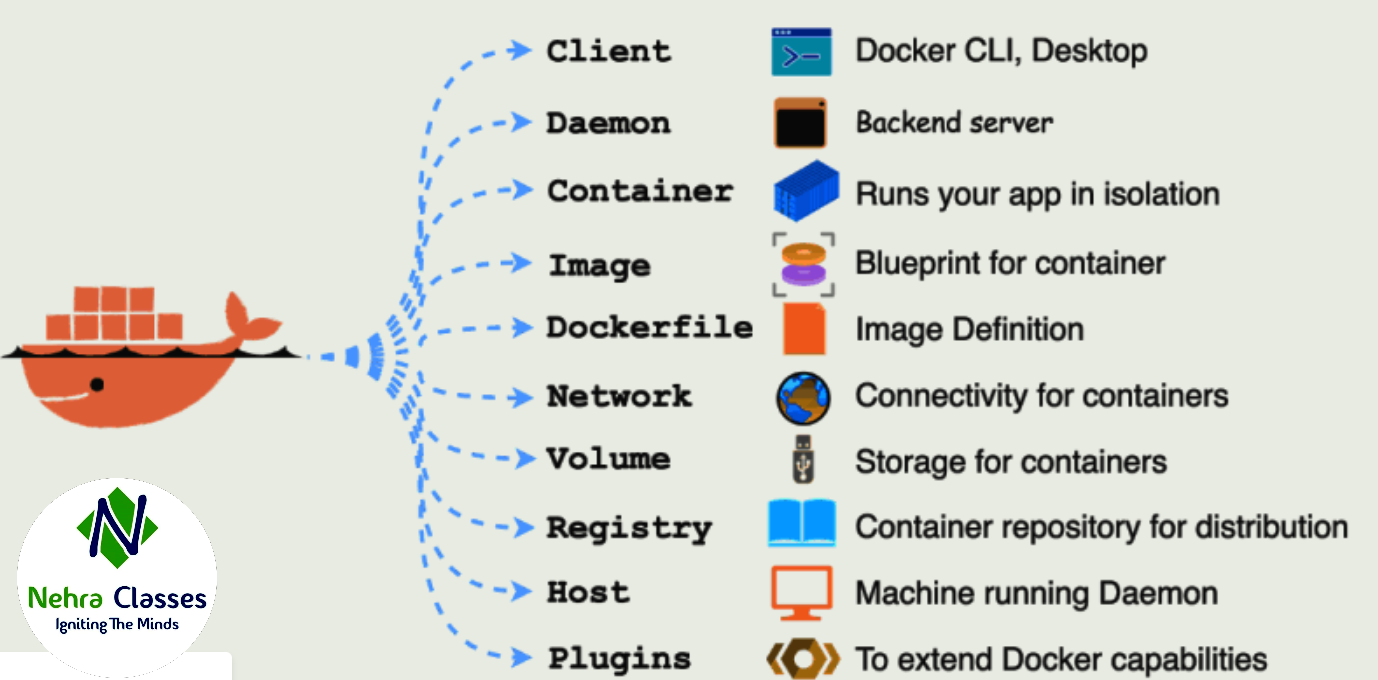 Client Docker CLI, Desktop
Daemon Backend server
Container Runs your app in isolation
Image Blueprint for container
Dockerfile Image Definition
Network Connectivity for containers
Volume Storage for containers
Registry Container repository for distribution
Host Machine running Daemon
Plugins To extend Docker capabilities
N
Nehra Classes
Igniting The Minds